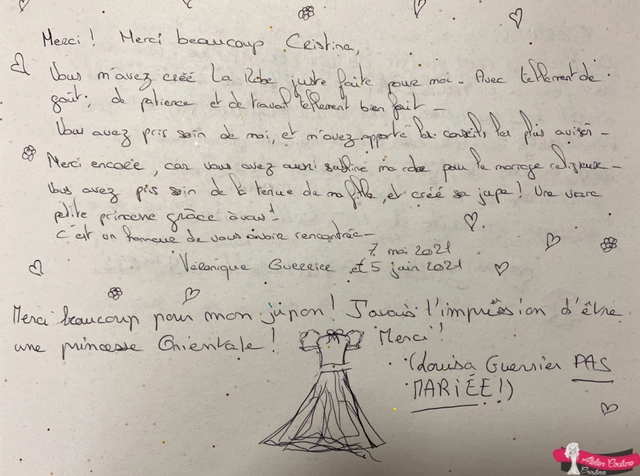 Merci ! Merci beaucoup Cristina,
Vous m'avez créé La Robe juste faite pour moi - Avec tellement de
goût, de patience et de travail tellement bien fait -
Vous avez pris soin de moi, et m'avez apporté les conseils les plus avisés -
Merci encore, car vous avez aussi sublimé ma robe pour le mariage religieux -
Vous avez pris soin de la tenue de ma fille, et créé sa jupe ! Une vraie
petite princesse grâce à vous !
C'est un honneur de vous avoir rencontrée -
7 mai 2021
Véronique Guerrier et 5 juin 2021
Merci beaucoup pour mon jupon ! J'avais l'impression d'être
une princesse Orientale ! Merci !
(Louisa Guerrier PAS
MARIÉE !)
Atelier Couture